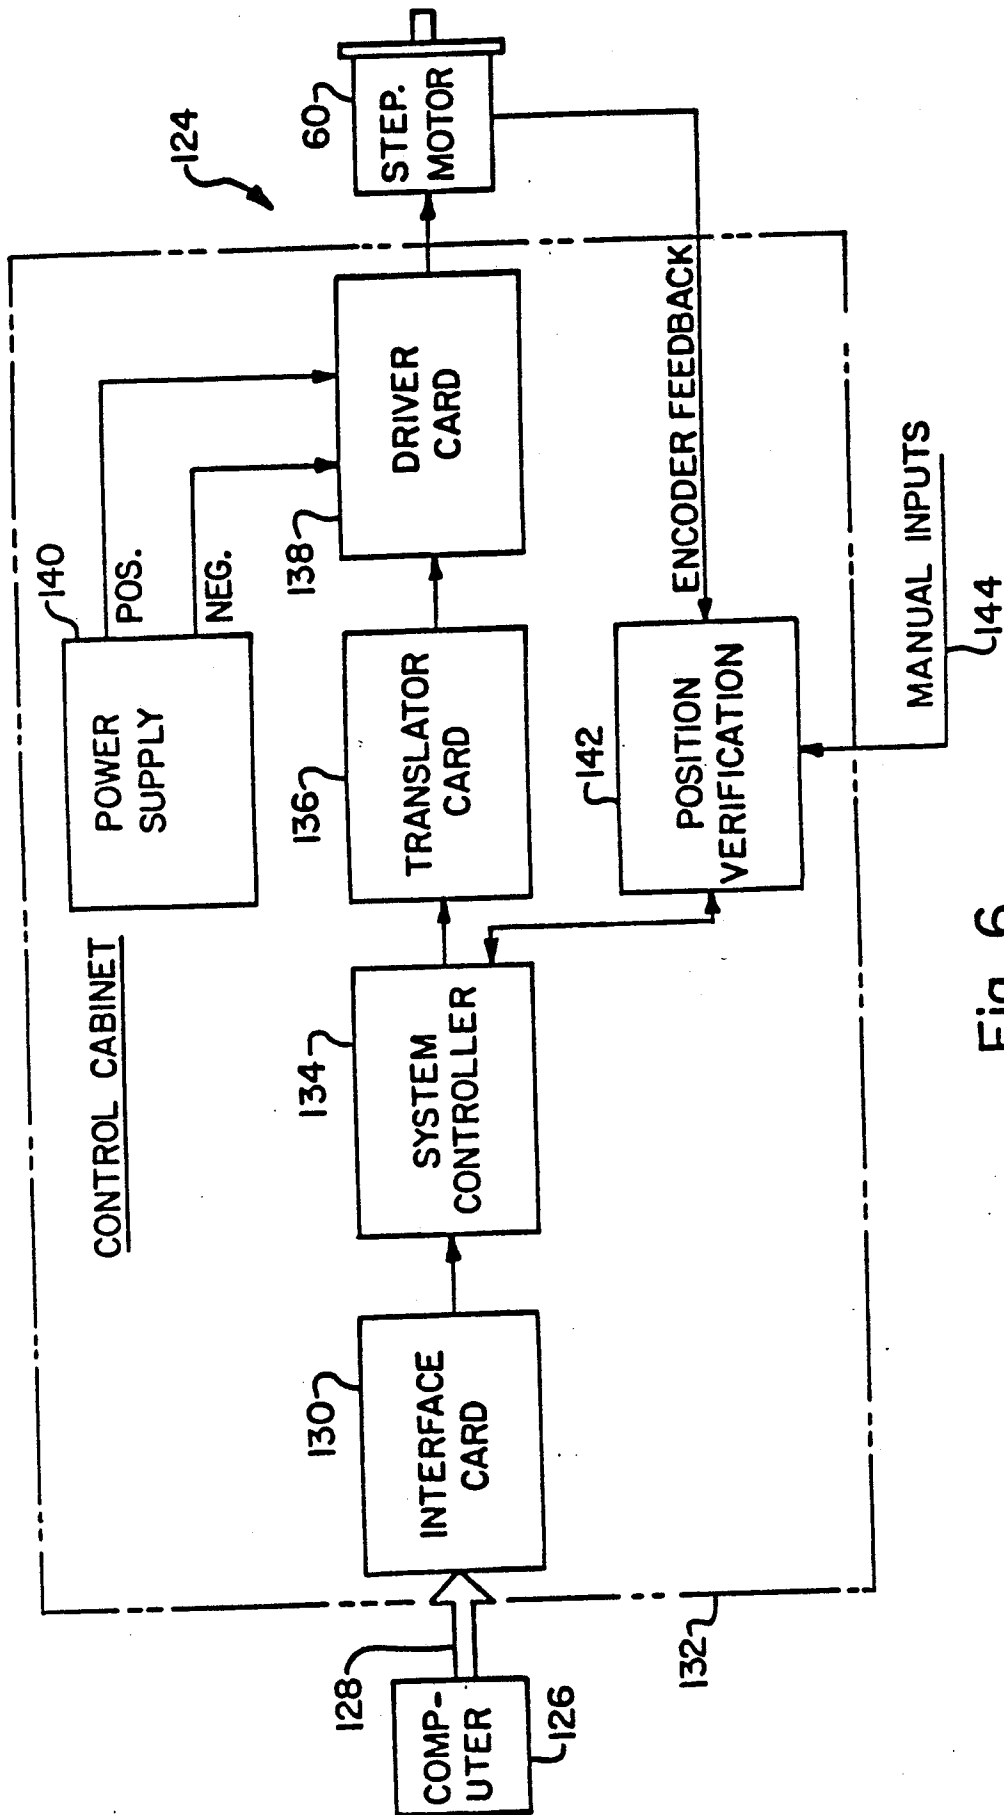 124
CONTROL CABINET
140
POWER
SUPPLY
POS.
NEG.
60
STEP.
MOTOR
128
COMP-
UTER
126
130
INTERFACE
CARD
134
SYSTEM
CONTROLLER
136
TRANSLATOR
CARD
138
DRIVER
CARD
142
POSITION
VERIFICATION
ENCODER FEEDBACK
132
MANUAL INPUTS
144
Fig. 6